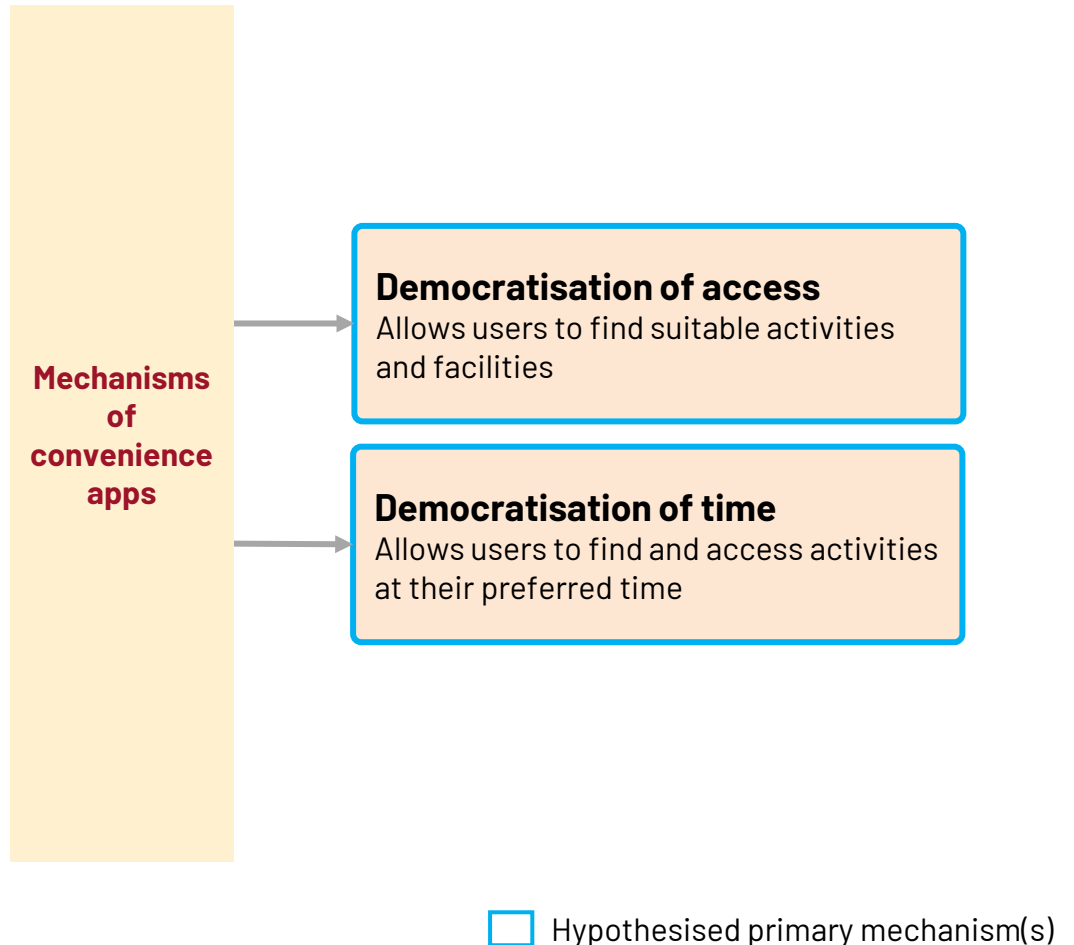 Mechanisms
of
convenience
apps
Democratisation of access
Allows users to find suitable activities
and facilities
Democratisation of time
Allows users to find and access activities
at their preferred time
Hypothesised primary mechanism(s)